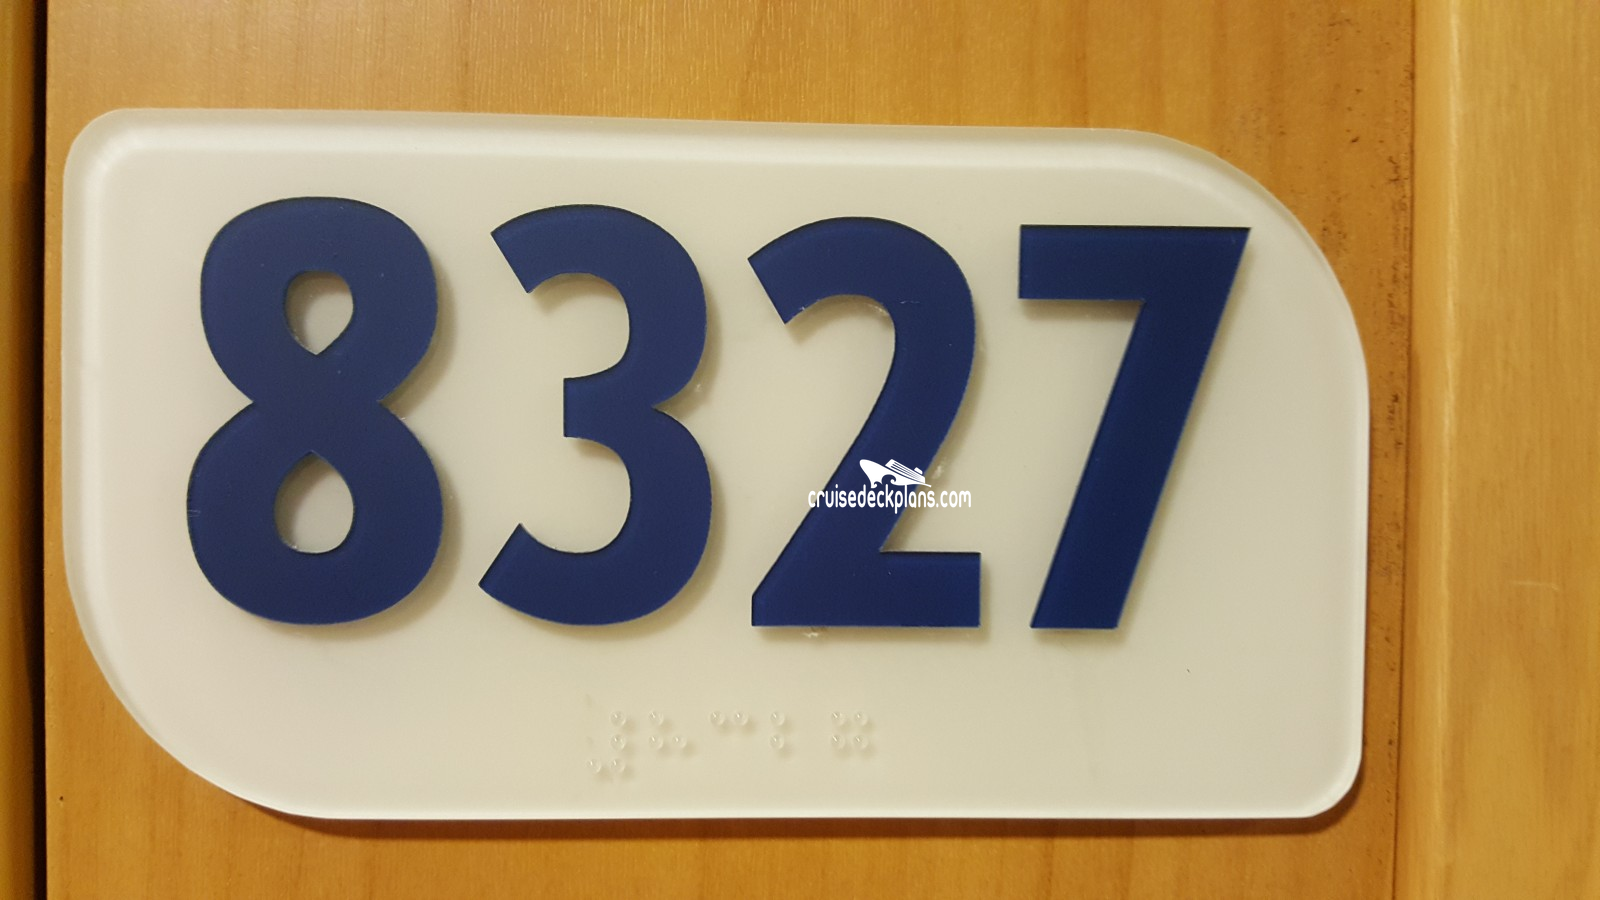 8327
cruisedeckplans.com
⠼⠓⠉⠃⠛